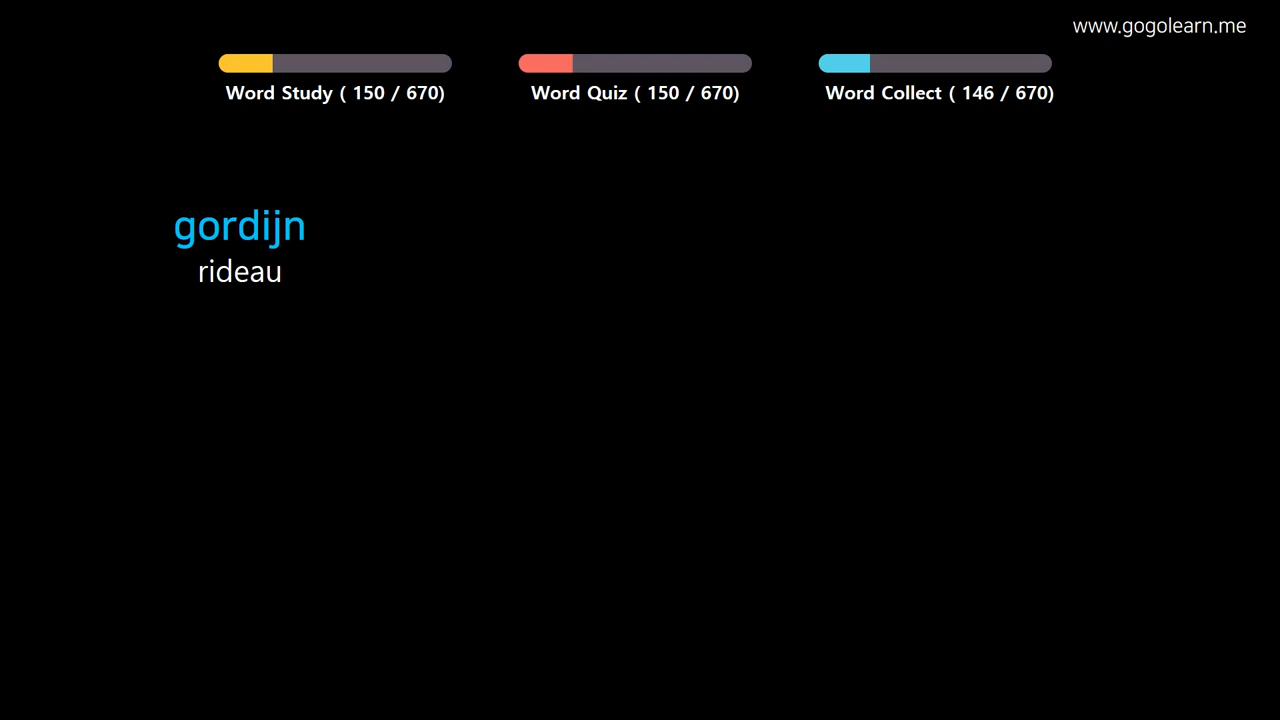 www.gogolearn.me
Word Study ( 150 / 670)
Word Quiz ( 150 / 670)
Word Collect ( 146 / 670)
gordijn
rideau